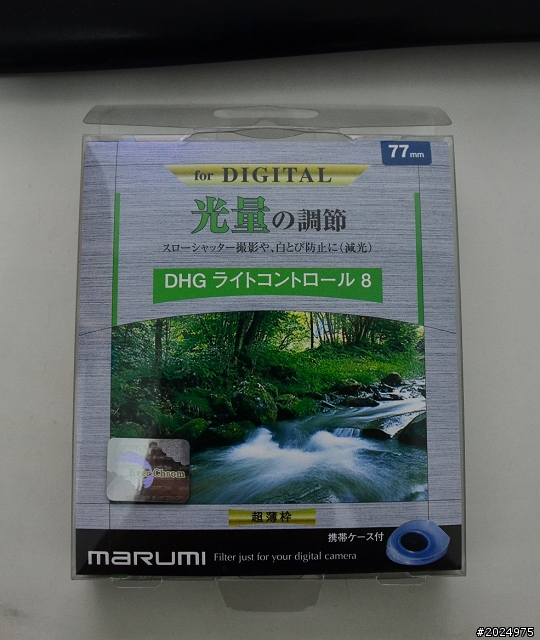 77mm
for DIGITAL
光量の調節
スローシャッター撮影や、白とび防止に(減光)
DHG ライトコントロール 8
Chrom
超薄枠
携帯ケース付
marumi Filter just for your digital camera
#2024975